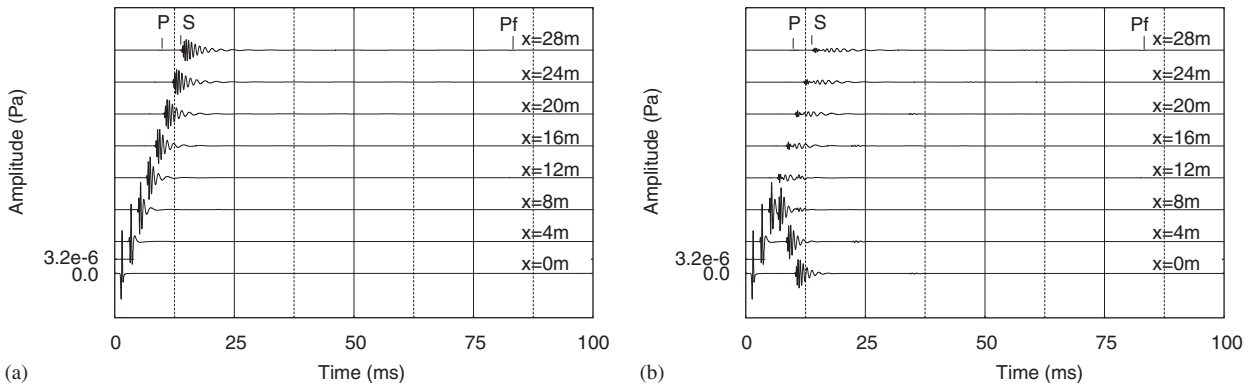 P S Pf
x=28m
x=24m
x=20m
x=16m
x=12m
x=8m
x=4m
x=0m
Amplitude (Pa)
3.2e-6
0.0
0 25 50 75 100
(a) Time (ms)
P S Pf
x=28m
x=24m
x=20m
x=16m
x=12m
x=8m
x=4m
x=0m
Amplitude (Pa)
3.2e-6
0.0
0 25 50 75 100
(b) Time (ms)